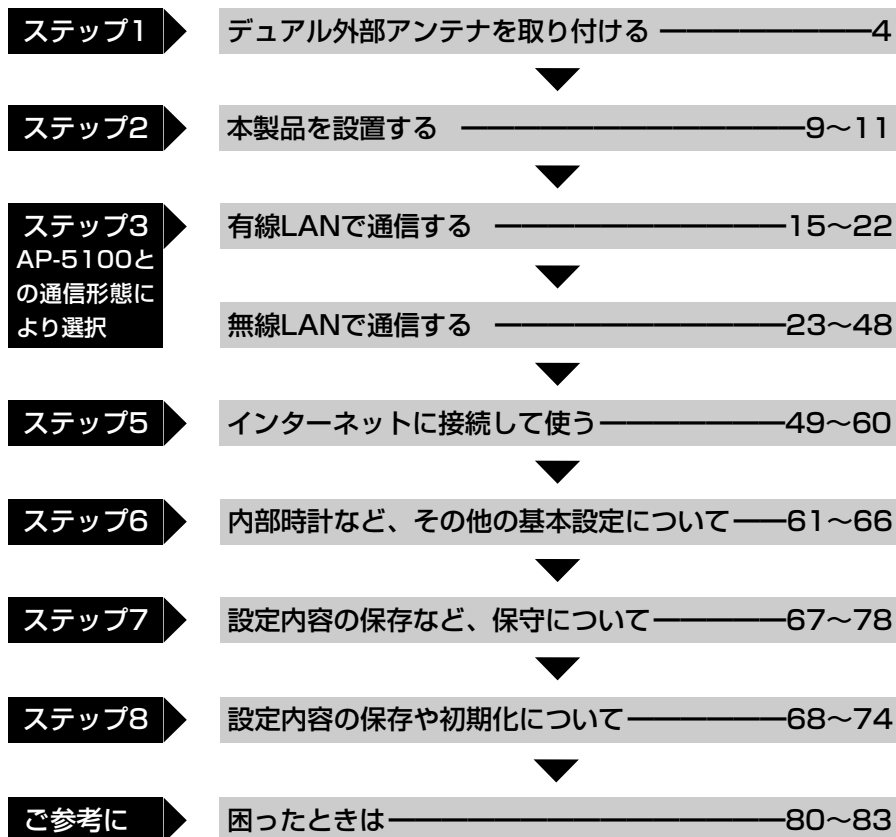 ステップ1 デュアル外部アンテナを取り付ける ―――――――― 4
ステップ2 本製品を設置する ――――――――――――― 9〜11
ステップ3 有線LANで通信する ――――――――――― 15〜22
AP-5100と
の通信形態に
より選択 無線LANで通信する ――――――――――― 23〜48
ステップ5 インターネットに接続して使う ――――――― 49〜60
ステップ6 内部時計など、その他の基本設定について ―― 61〜66
ステップ7 設定内容の保存など、保守について ――――― 67〜78
ステップ8 設定内容の保存や初期化について ―――――― 68〜74
ご参考に 困ったときは ――――――――――――――― 80〜83